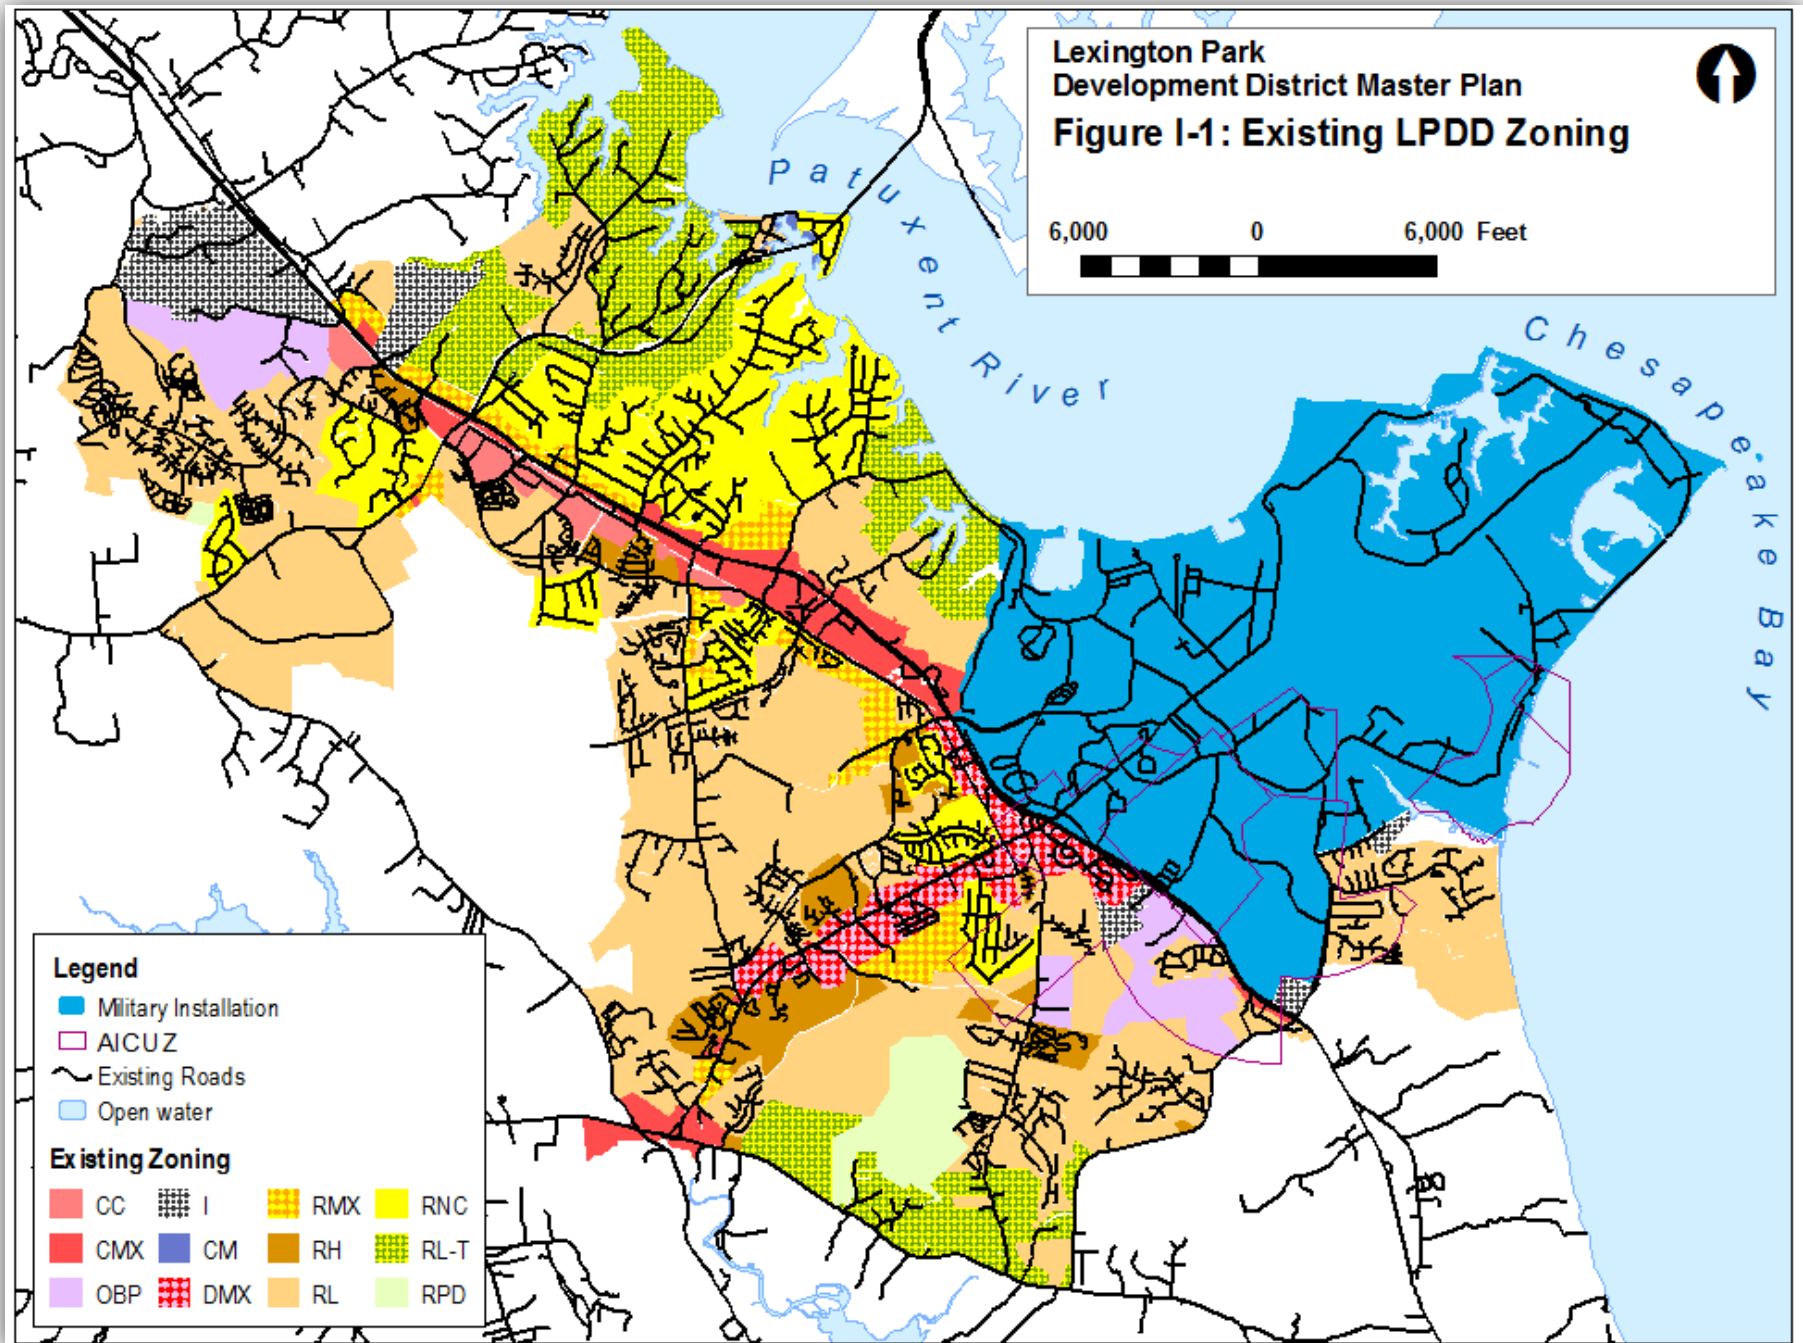 Lexington Park
Development District Master Plan
Figure I-1: Existing LPDD Zoning
6,000 0 6,000 Feet
Patuxent River
Chesapeake Bay
Legend
Military Installation
AICUZ
Existing Roads
Open water
Existing Zoning
CC I RMX RNC
CMX CM RH RL-T
OBP DMX RL RPD